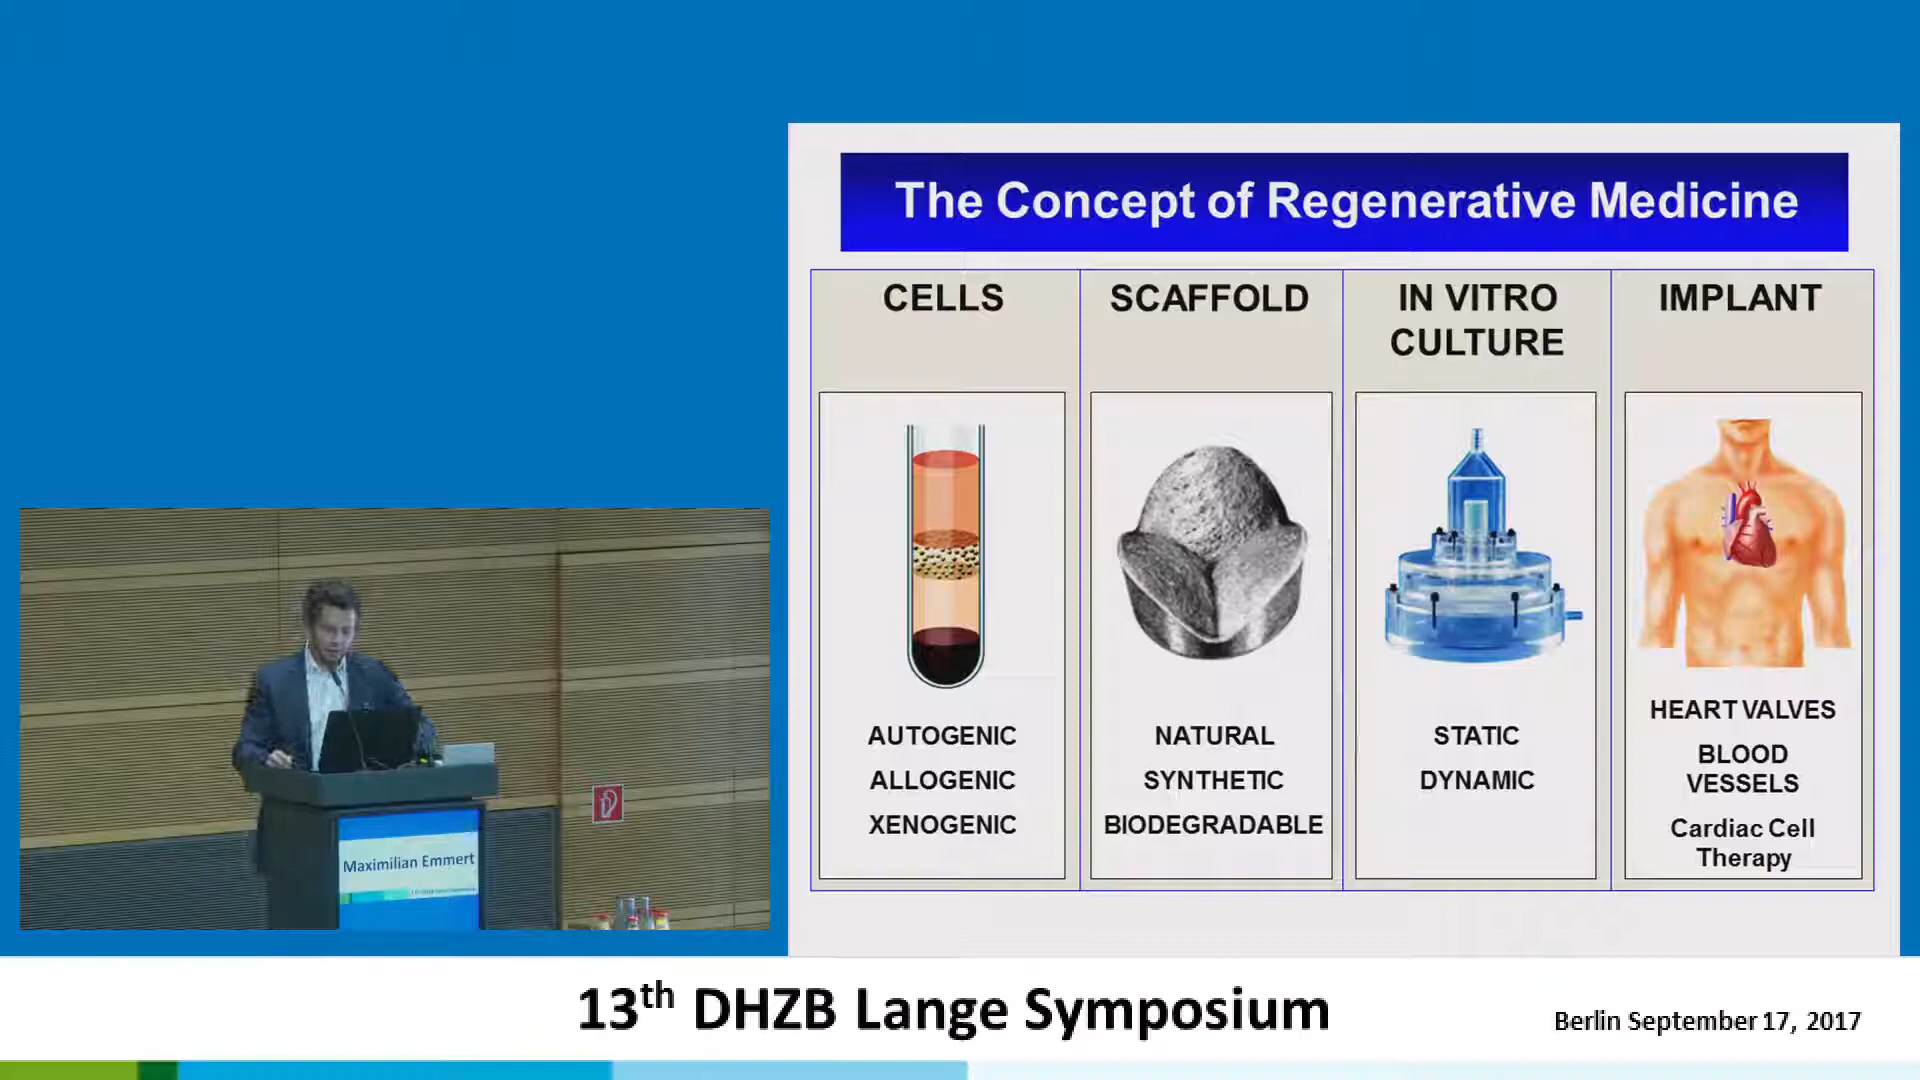 The Concept of Regenerative Medicine
CELLS
AUTOGENIC
ALLOGENIC
XENOGENIC
SCAFFOLD
NATURAL
SYNTHETIC
BIODEGRADABLE
IN VITRO
CULTURE
STATIC
DYNAMIC
IMPLANT
HEART VALVES
BLOOD
VESSELS
Cardiac Cell
Therapy
Maximilian Emmert
13th DHZB Lange Symposium
Berlin September 17, 2017